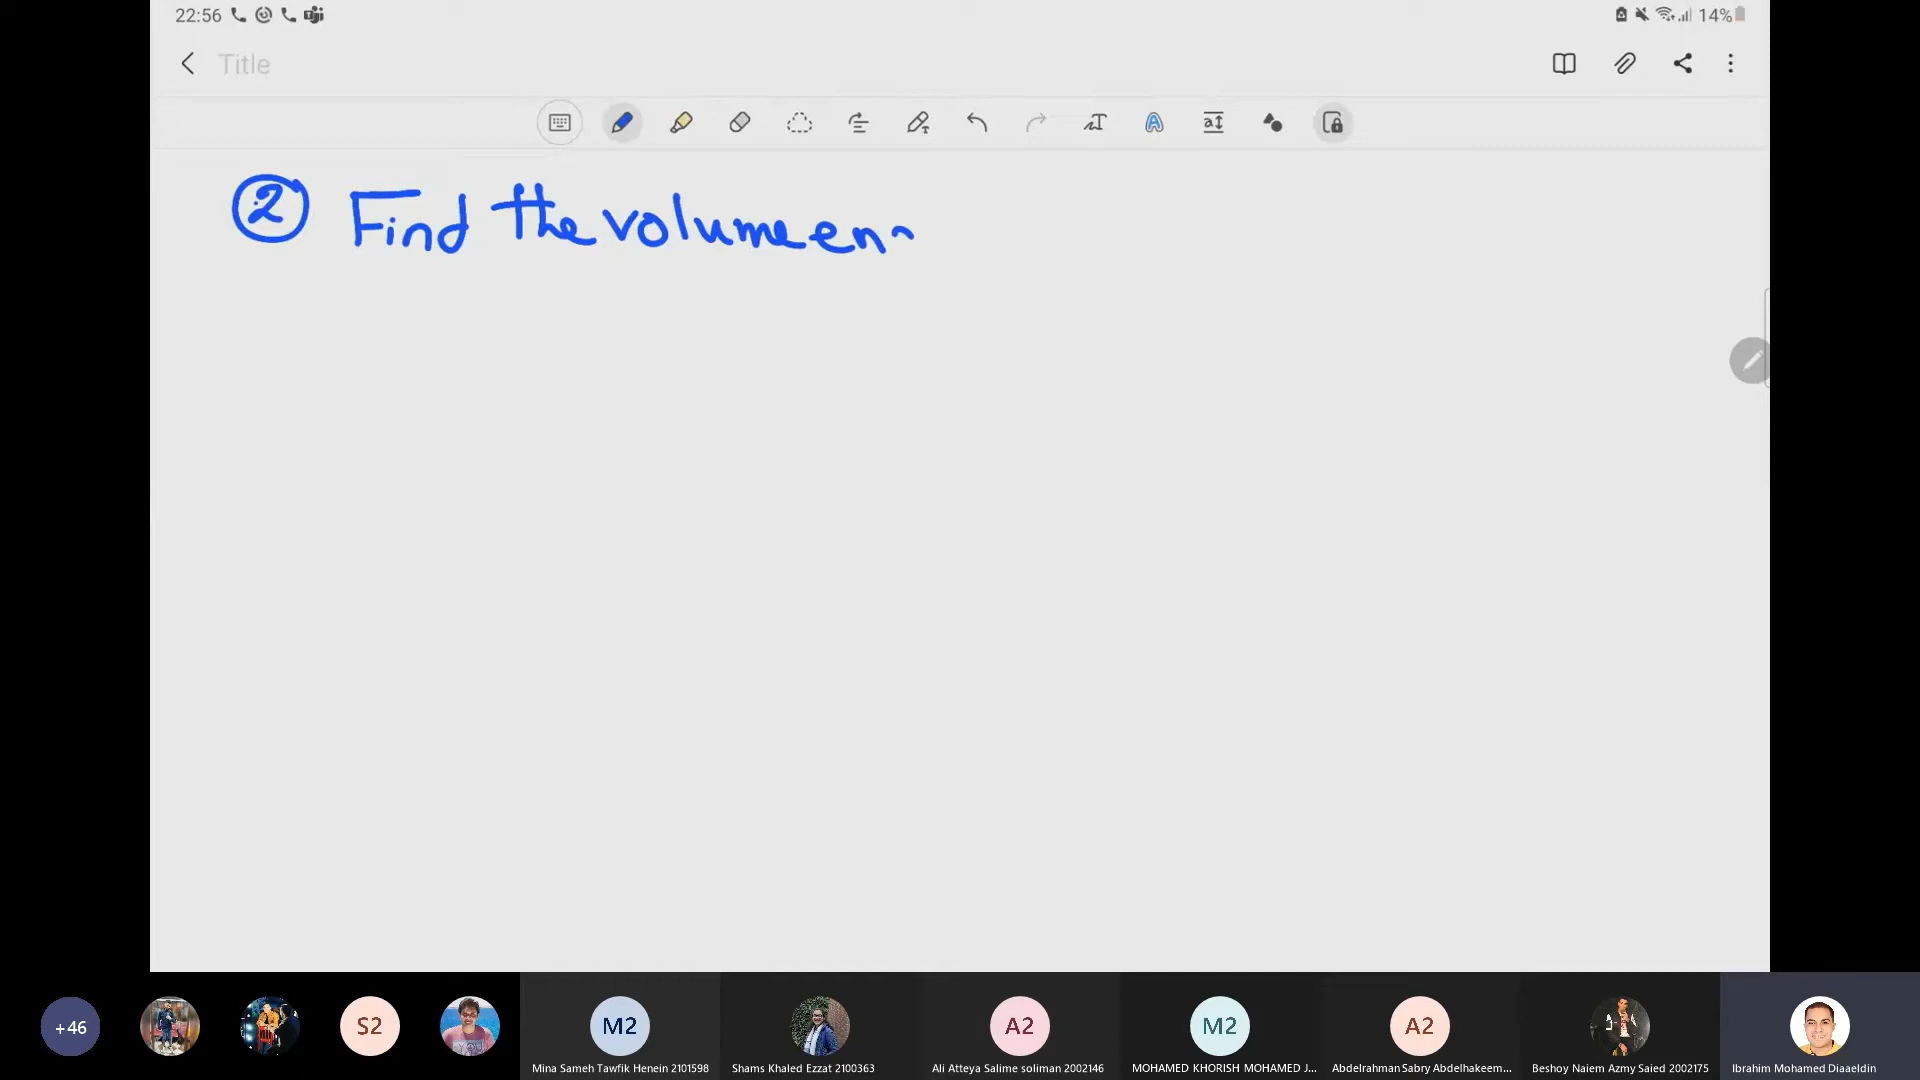 22:56
14%
Title
② Find the volume en
+46
S2
M2
A2
M2
A2
Mina Sameh Tawfik Henein 2101598
Shams Khaled Ezzat 2100363
Ali Atteya Salime soliman 2002146
MOHAMED KHORISH MOHAMED J...
Abdelrahman Sabry Abdelhakeem...
Beshoy Naiem Azmy Saied 2002175
Ibrahim Mohamed Diaaeldin